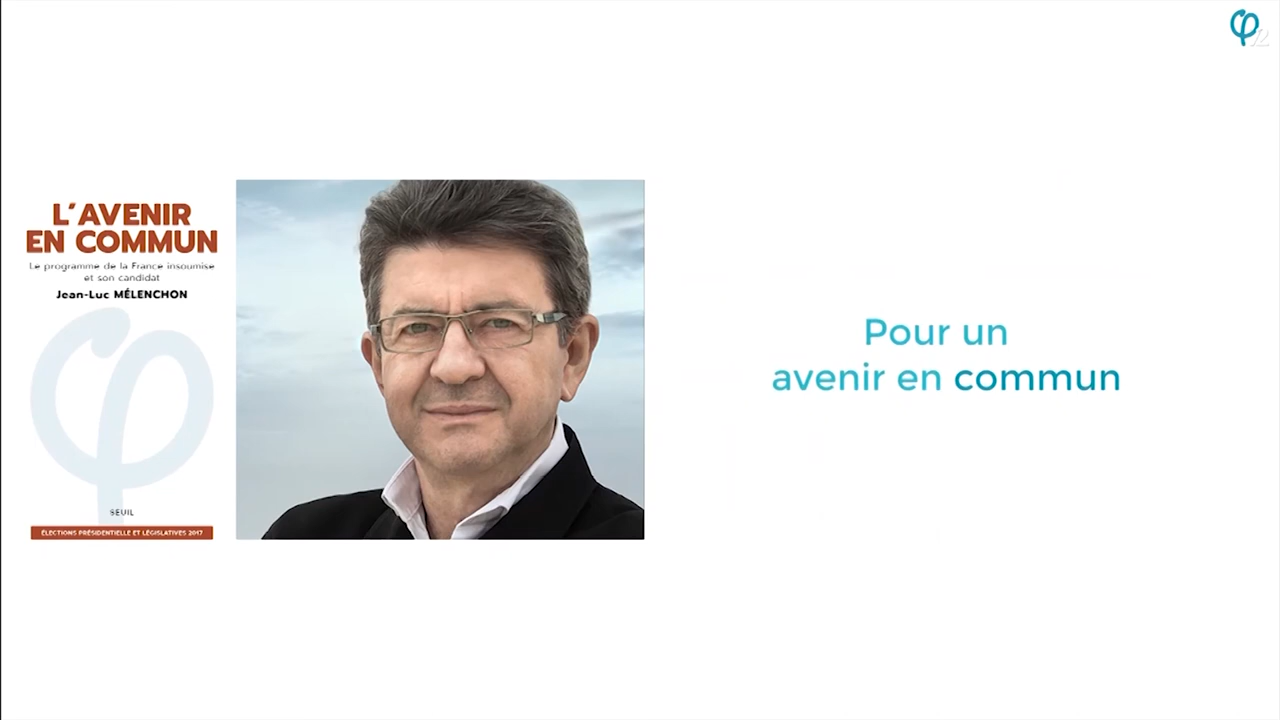 L'AVENIR
EN COMMUN
Le programme de la France insoumise
et son candidat
Jean-Luc MÉLENCHON
SEUIL
ÉLECTIONS PRÉSIDENTIELLE ET LÉGISLATIVES 2017
Pour un
avenir en commun
φ